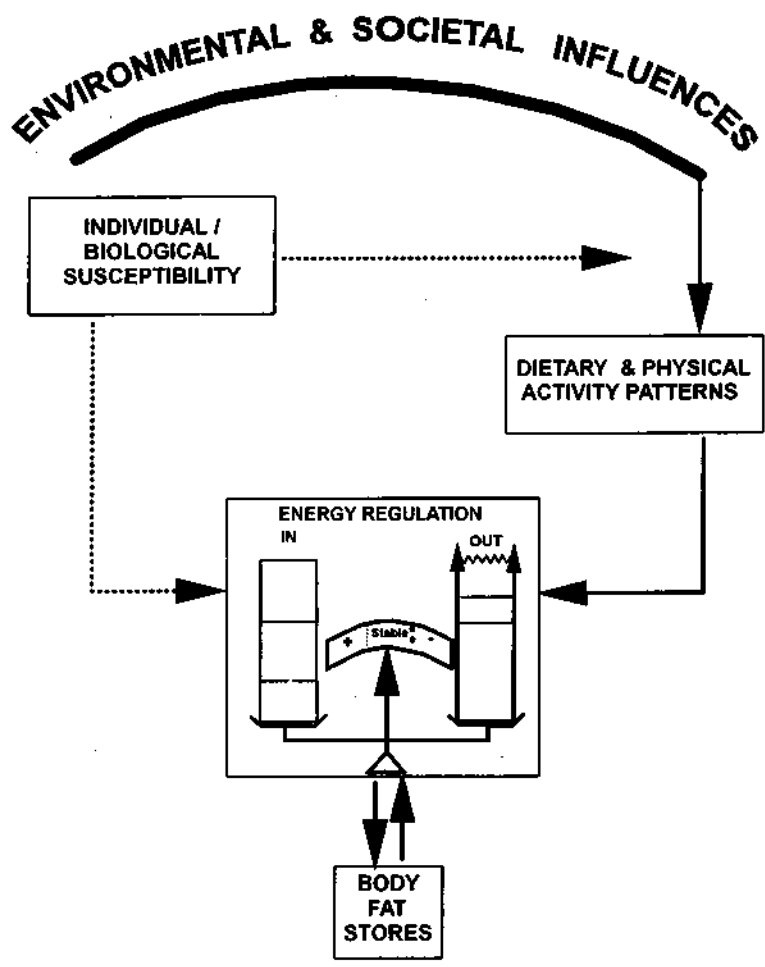 ENVIRONMENTAL & SOCIETAL INFLUENCES
INDIVIDUAL /
BIOLOGICAL
SUSCEPTIBILITY
DIETARY & PHYSICAL
ACTIVITY PATTERNS
ENERGY REGULATION
IN
OUT
+ Stable -
BODY
FAT
STORES